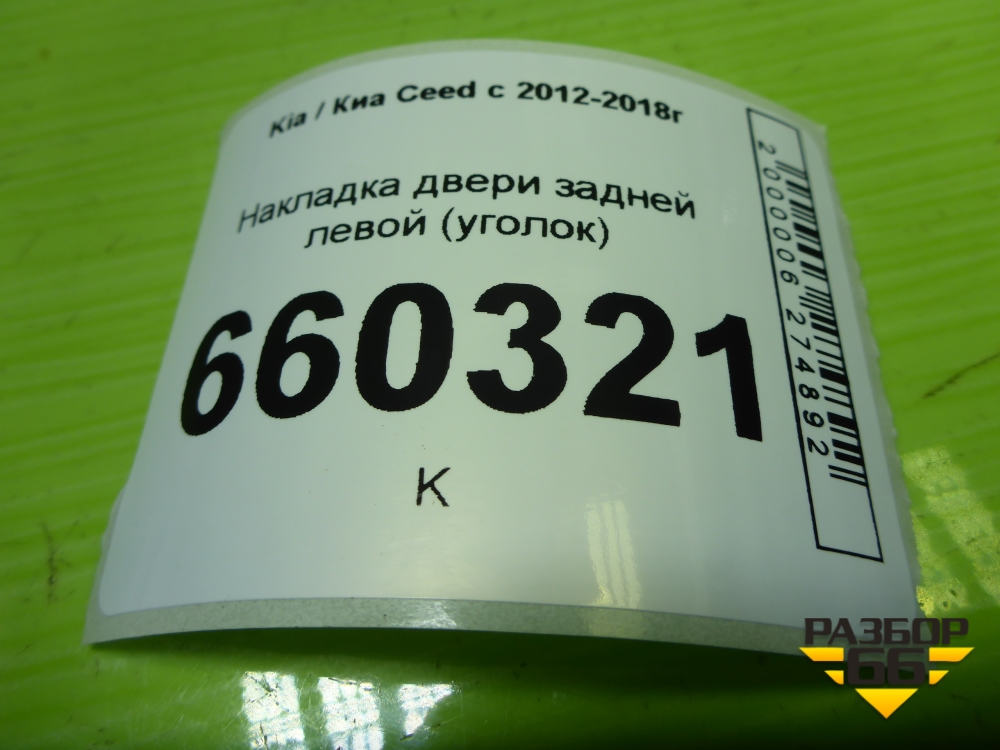 Kia / Киа Ceed с 2012-2018г
Накладка двери задней
левой (уголок)
660321
К
2000006274892
РАЗБОР
66